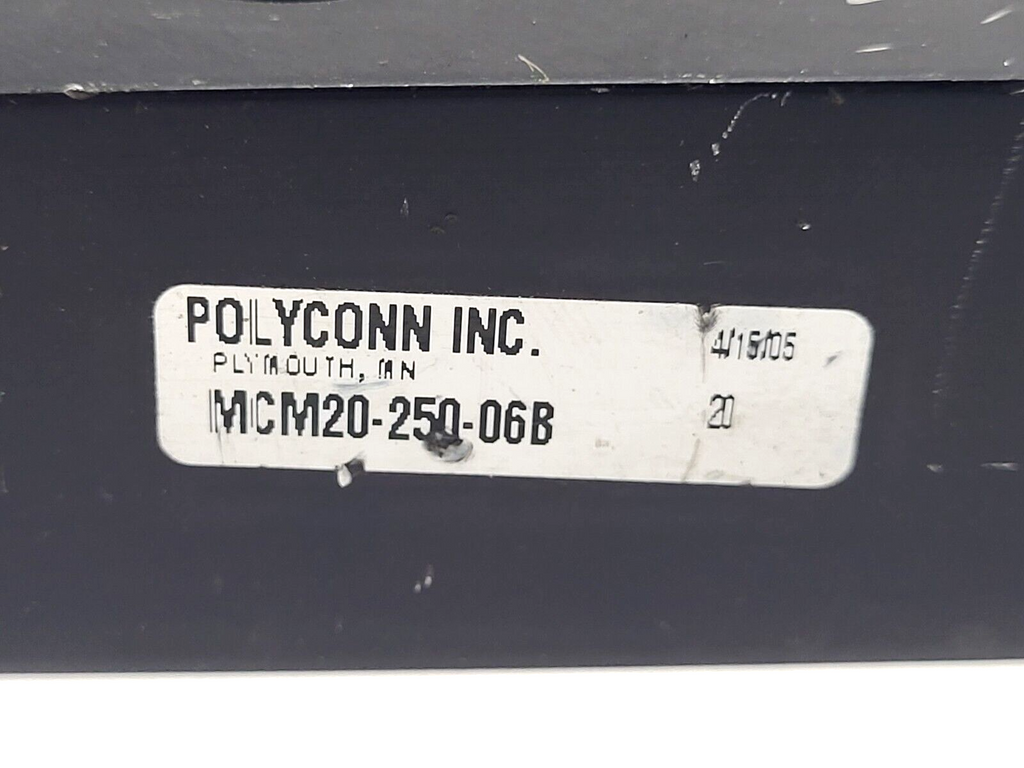 POLYCONN INC.
PLYMOUTH, MN
MCM20-250-06B
4/15/05
20